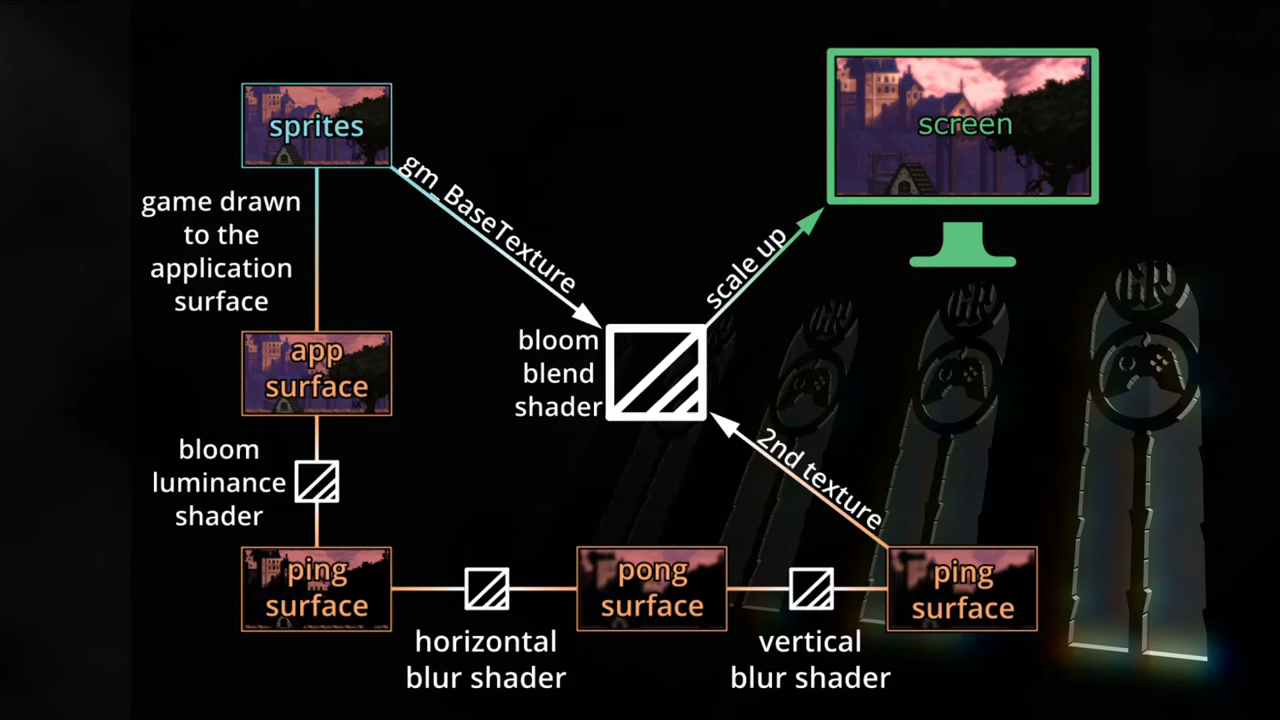 sprites
screen
gm_BaseTexture
game drawn
to the
application
surface
scale up
app
surface
bloom
blend
shader
bloom
luminance
shader
2nd texture
ping
surface
pong
surface
ping
surface
horizontal
blur shader
vertical
blur shader